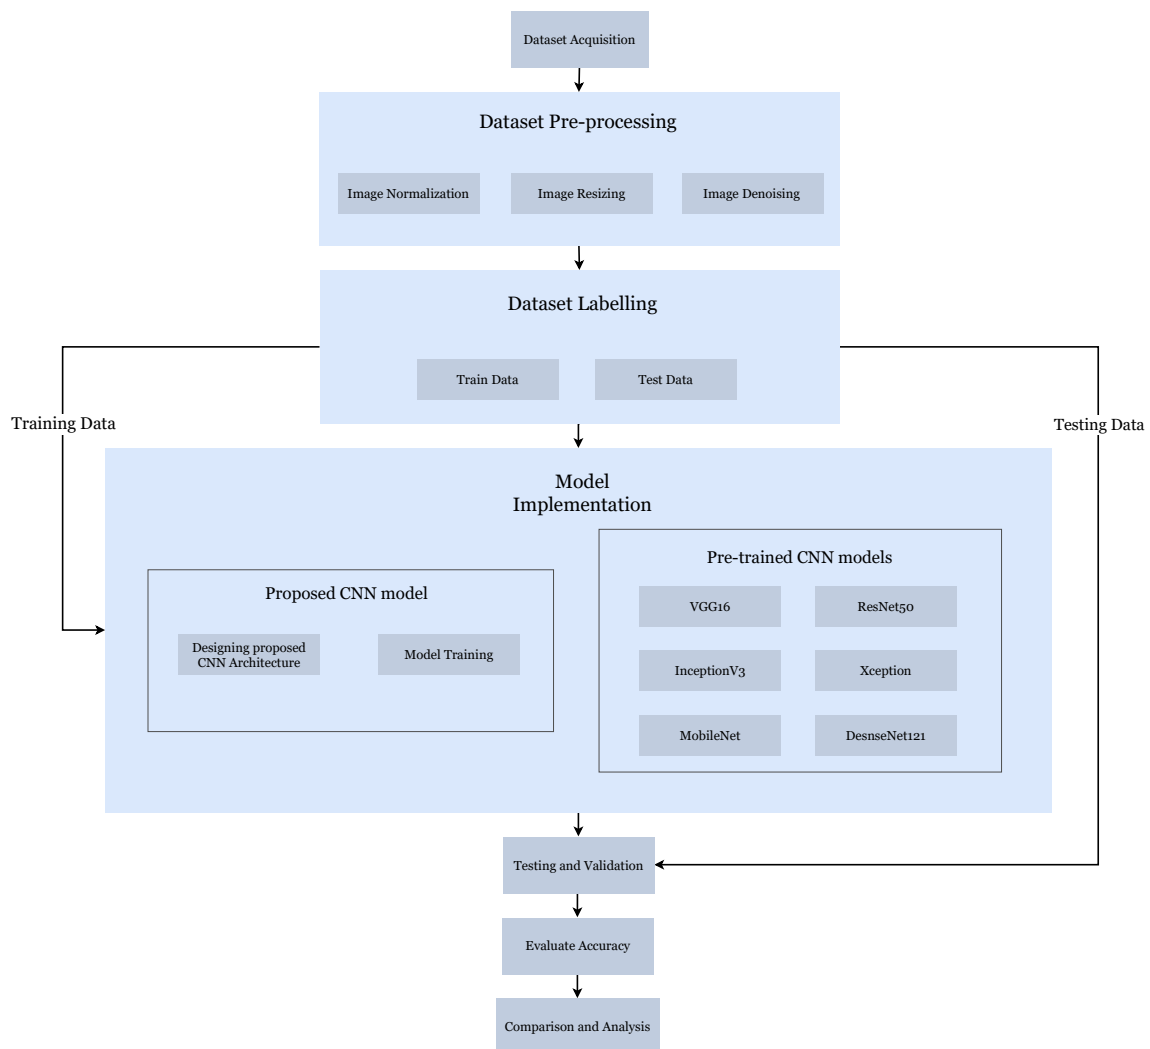 Dataset Acquisition
Dataset Pre-processing
Image Normalization
Image Resizing
Image Denoising
Dataset Labelling
Train Data
Test Data
Training Data
Testing Data
Model
Implementation
Proposed CNN model
Designing proposed
CNN Architecture
Model Training
Pre-trained CNN models
VGG16
ResNet50
InceptionV3
Xception
MobileNet
DesnseNet121
Testing and Validation
Evaluate Accuracy
Comparison and Analysis